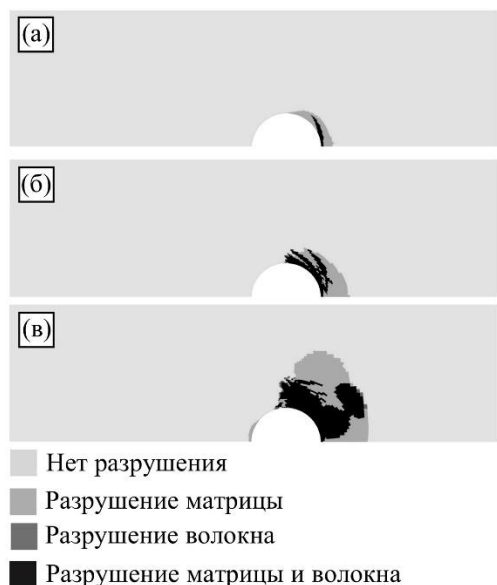 (а)
(б)
(в)
Нет разрушения
Разрушение матрицы
Разрушение волокна
Разрушение матрицы и волокна